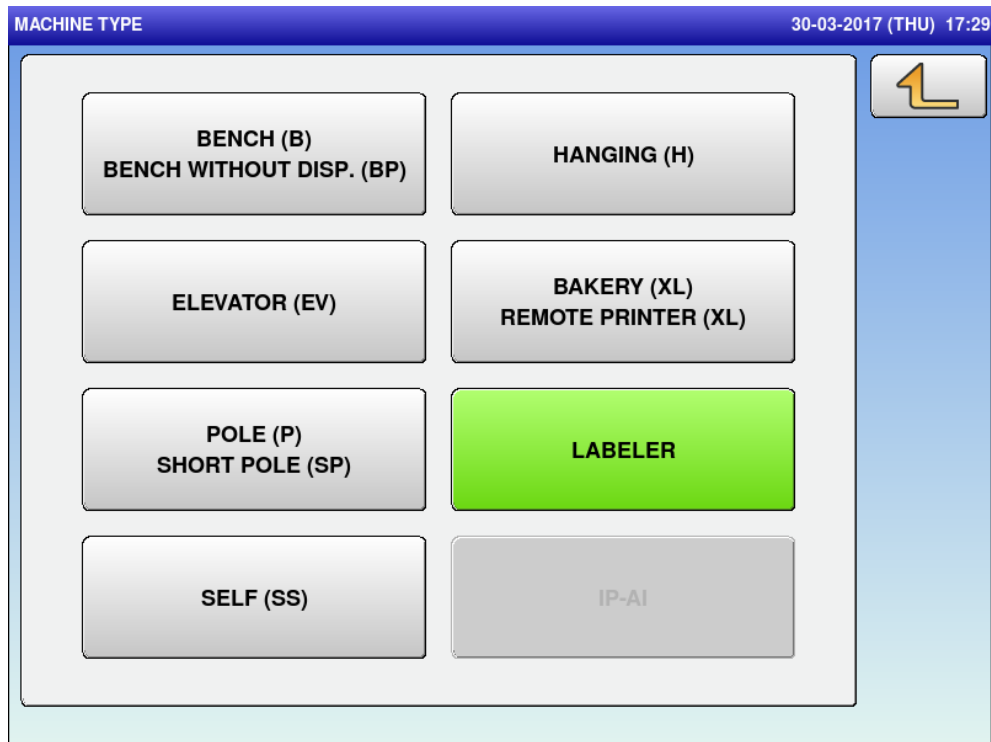 MACHINE TYPE
30-03-2017 (THU) 17:29
BENCH (B)
BENCH WITHOUT DISP. (BP)
HANGING (H)
ELEVATOR (EV)
BAKERY (XL)
REMOTE PRINTER (XL)
POLE (P)
SHORT POLE (SP)
LABELER
SELF (SS)
IP-AI